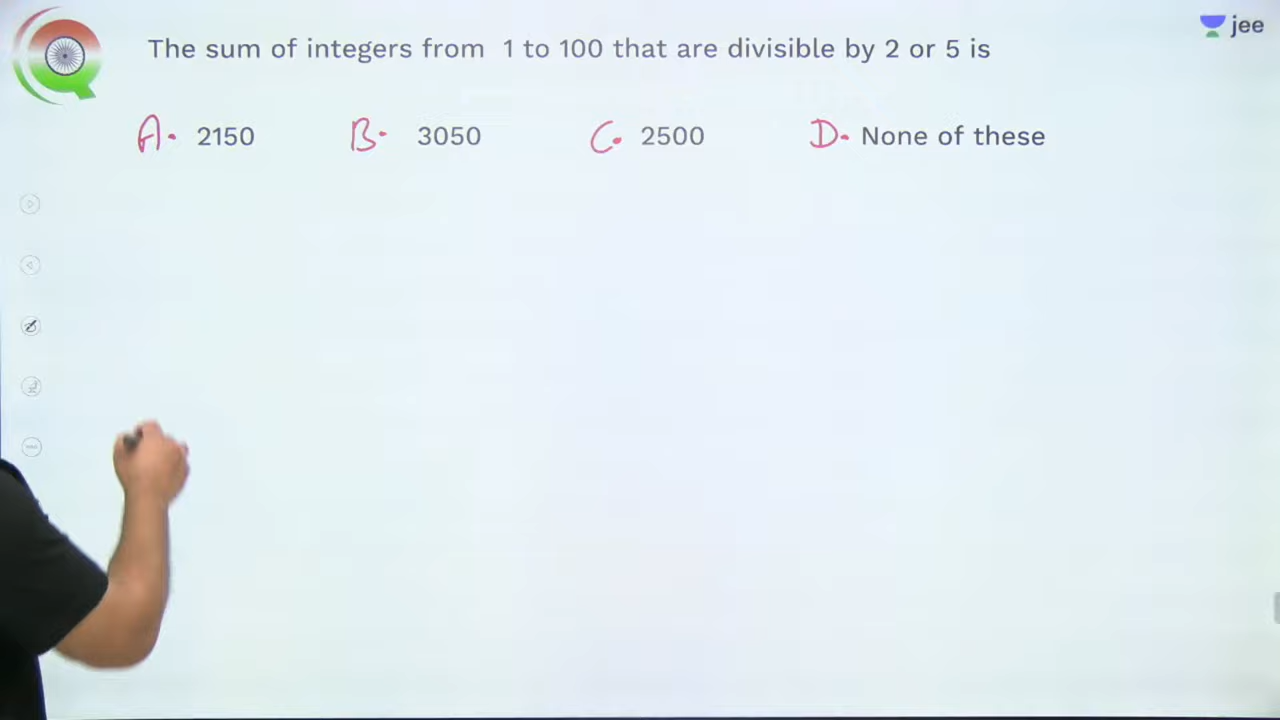 jee
The sum of integers from 1 to 100 that are divisible by 2 or 5 is
A. 2150 B. 3050 C. 2500 D. None of these